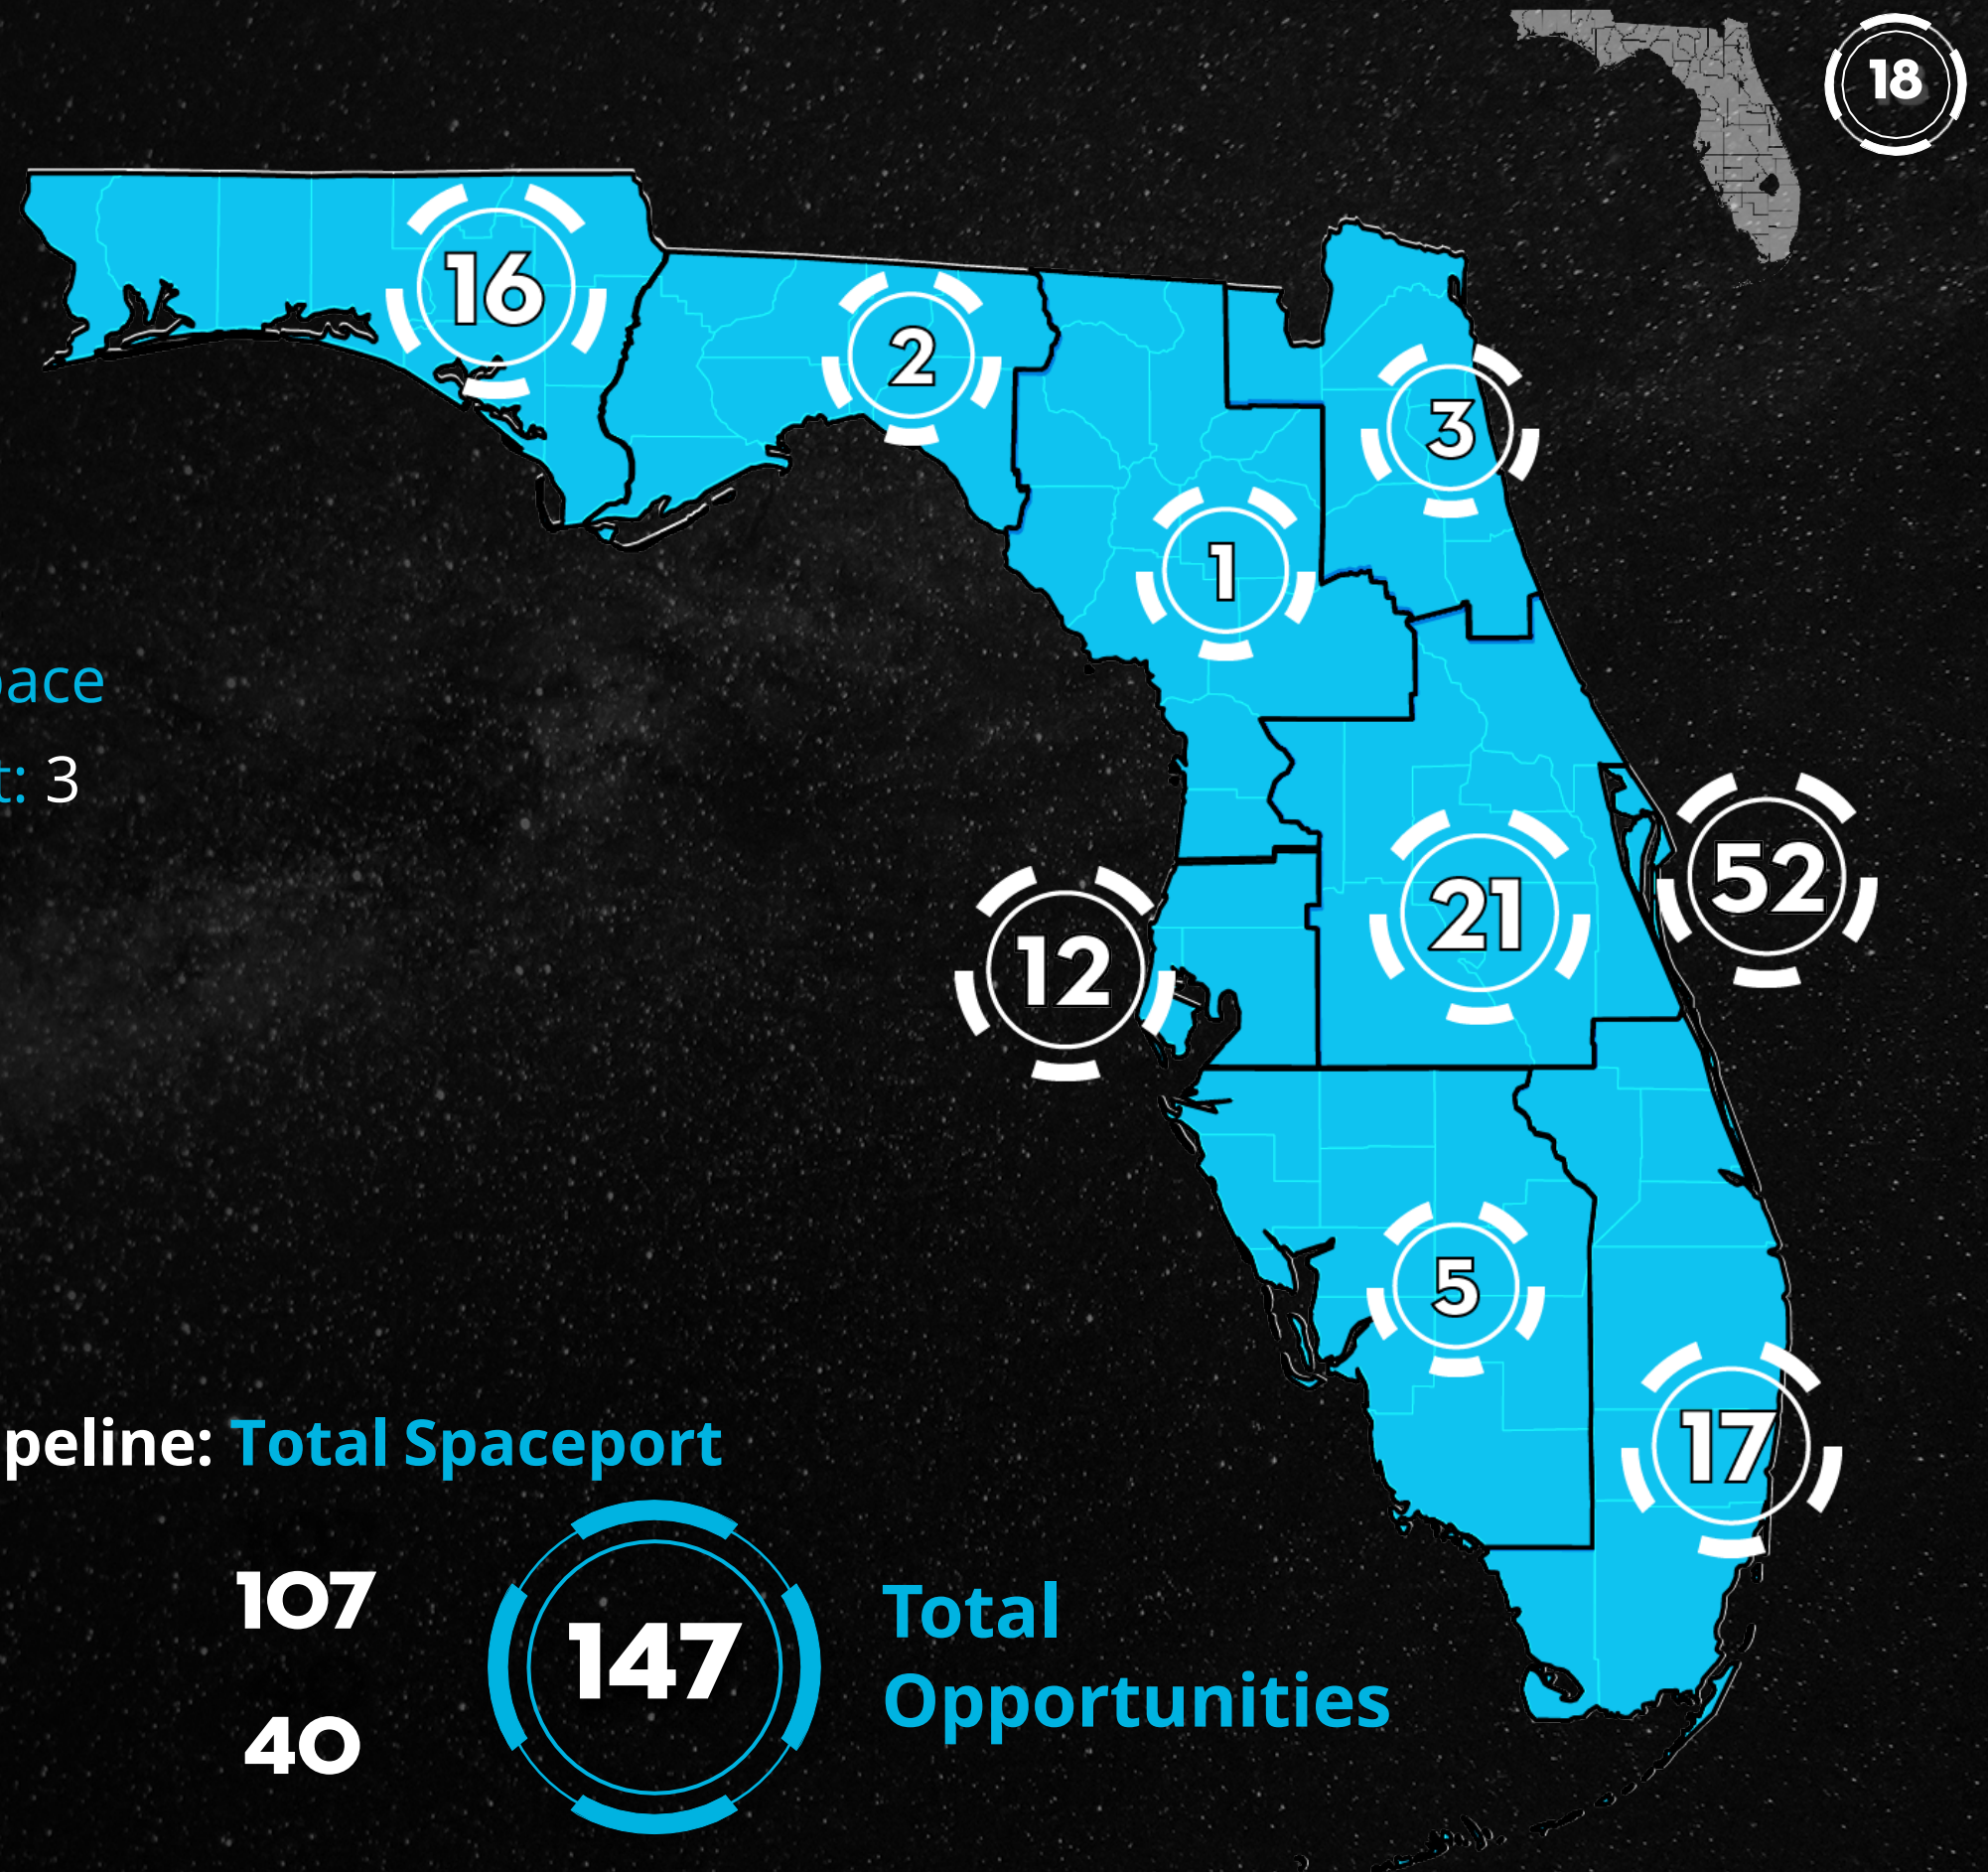 18
16
2
3
1
pace
t: 3
52
21
12
5
17
peline: Total Spaceport
107
147
Total
Opportunities
40